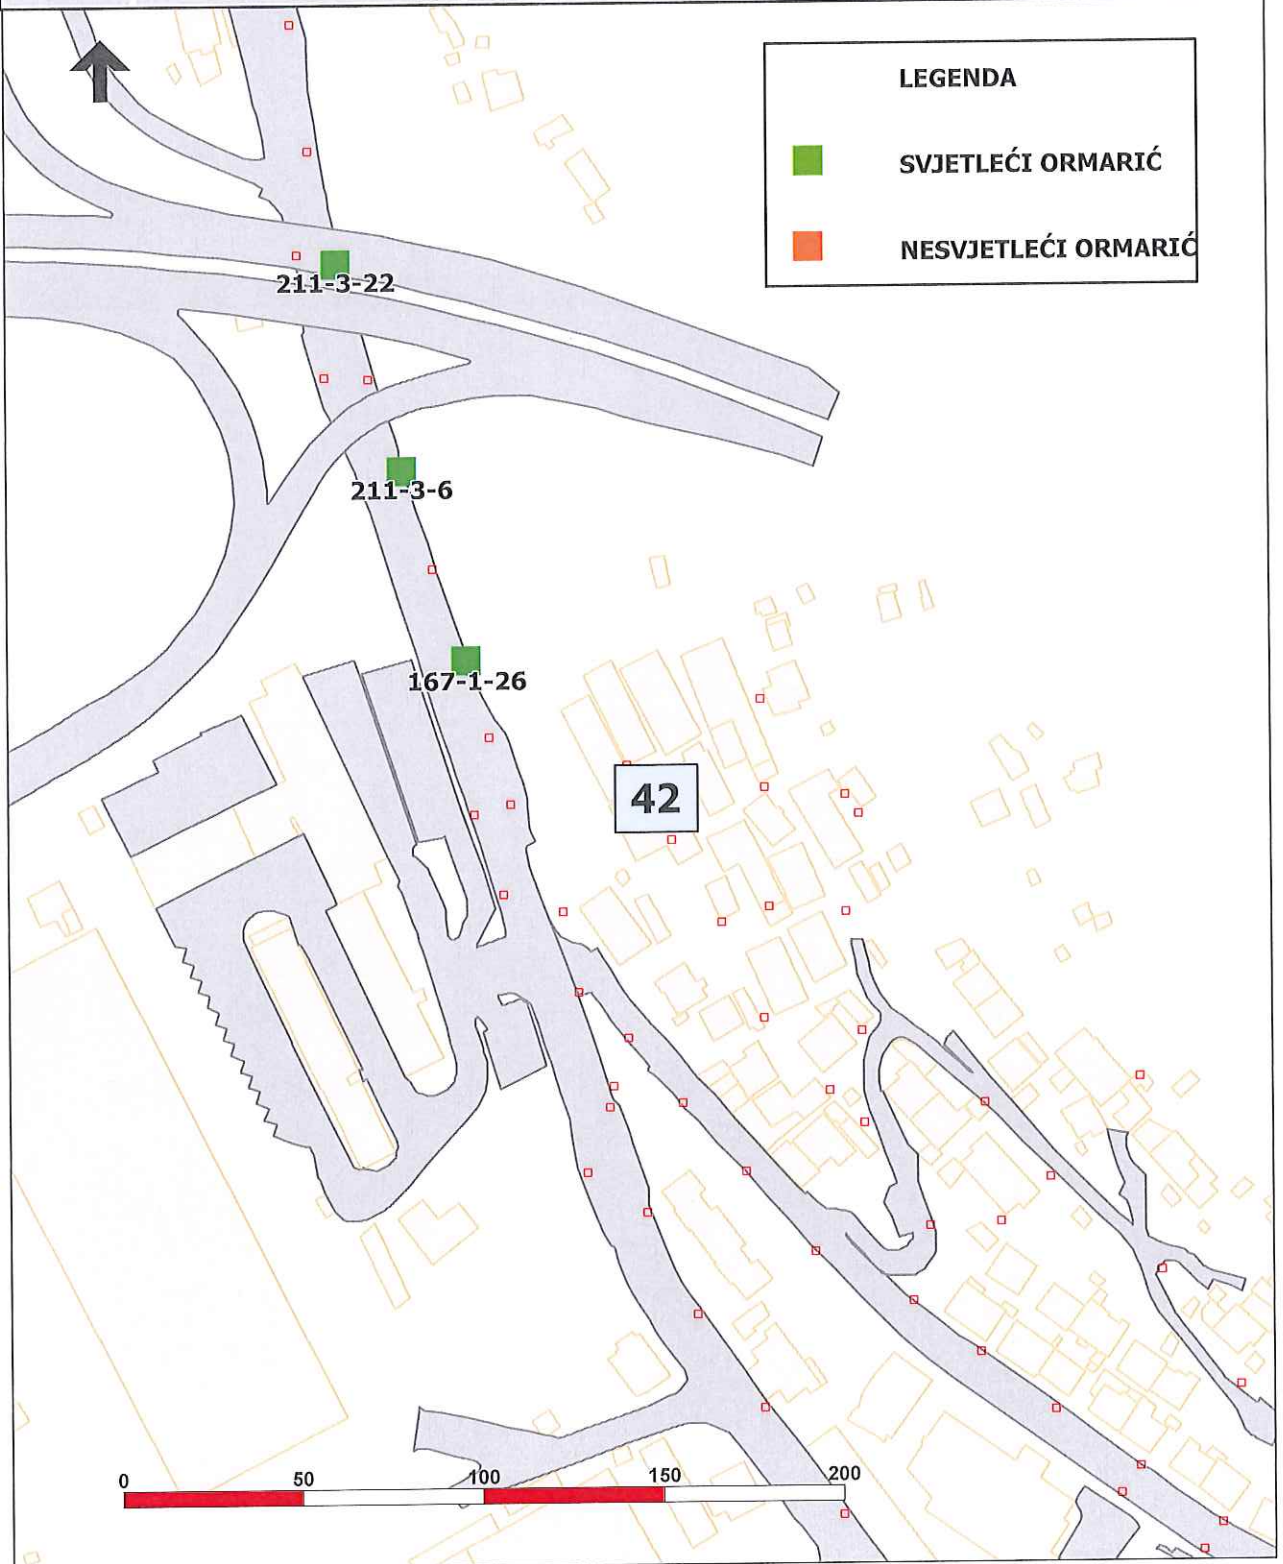 LEGENDA
SVJETLEĆI ORMARIĆ
NESVJETLEĆI ORMARIĆ
211-3-22
211-3-6
167-1-26
42
0 50 100 150 200